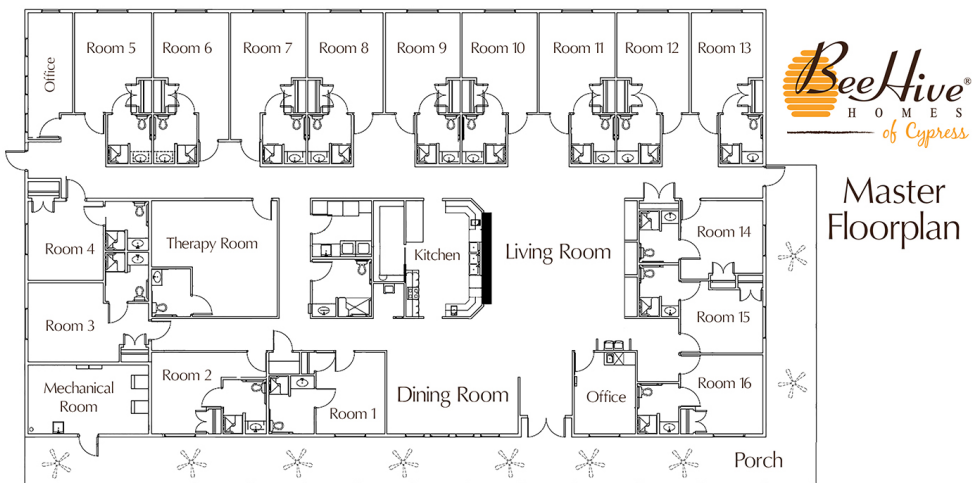 Office
Room 5
Room 6
Room 7
Room 8
Room 9
Room 10
Room 11
Room 12
Room 13
BeeHive®
HOMES
of Cypress
Master
Floorplan
Room 4
Therapy Room
Kitchen
Living Room
Room 14
Room 3
Room 15
Mechanical
Room
Room 2
Room 1
Dining Room
Office
Room 16
Porch